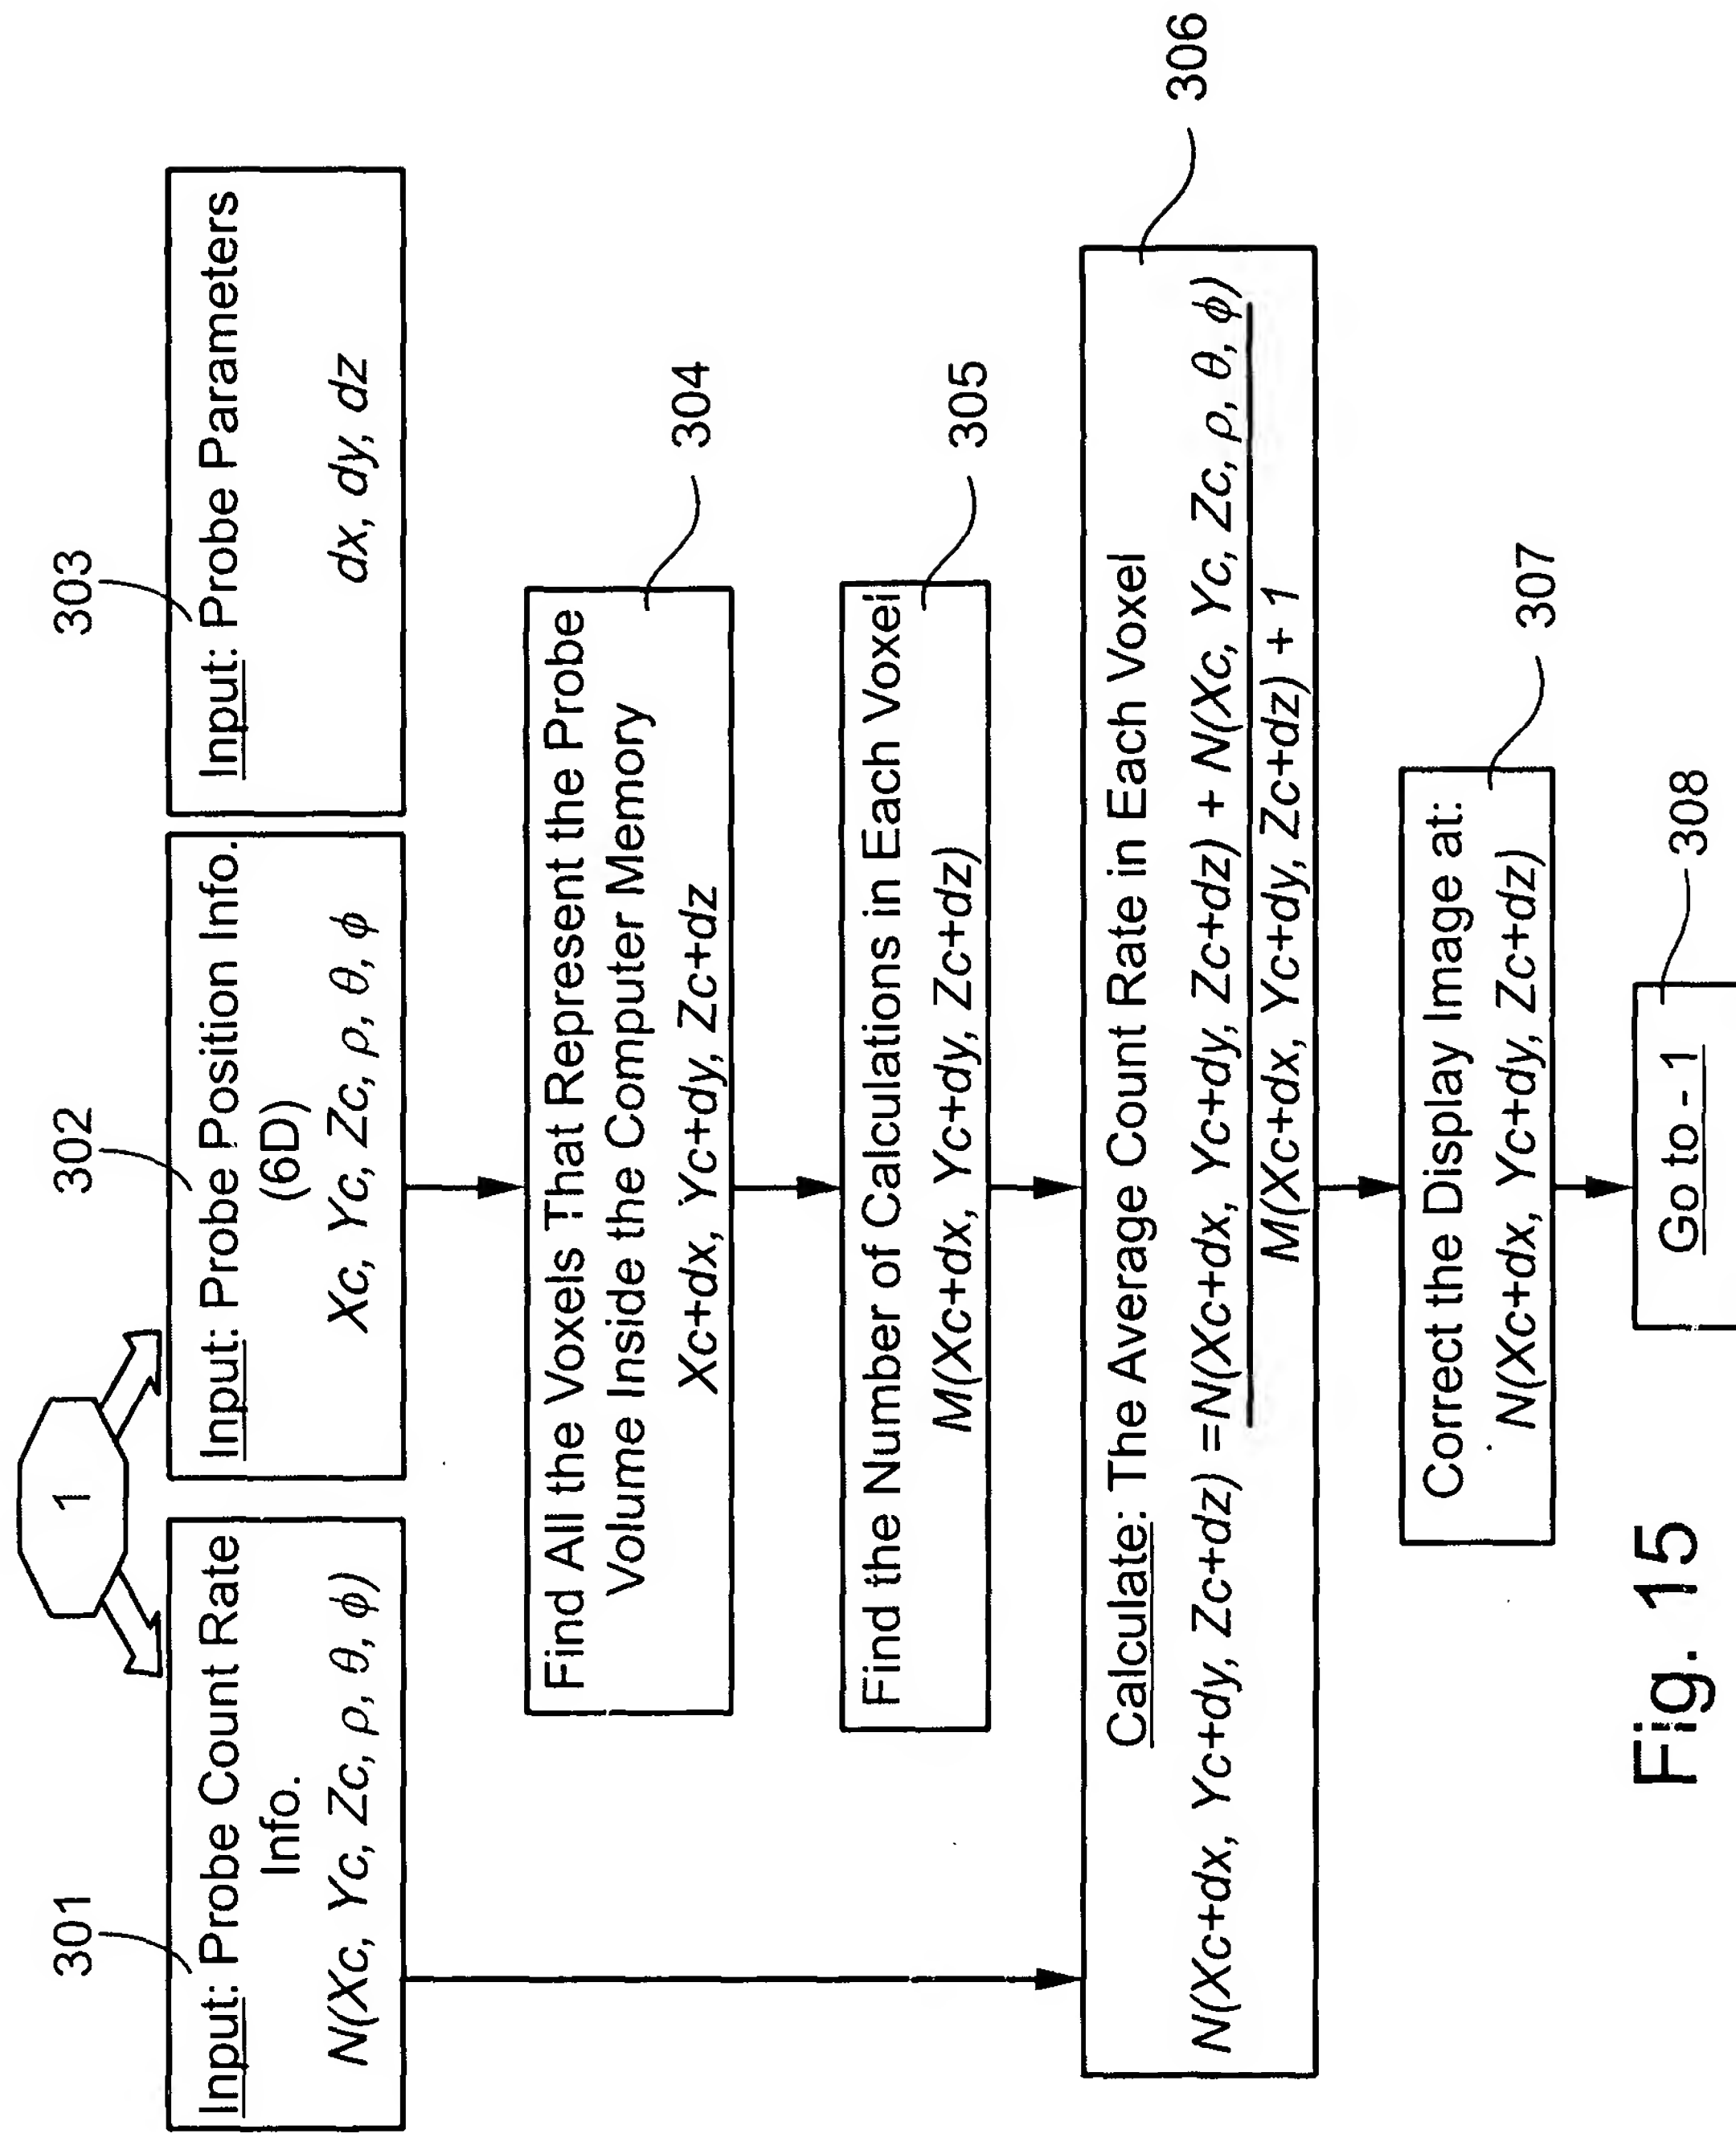 1
301
302
303
Input: Probe Count Rate
Info.
N(Xc, Yc, Zc, ρ, θ, ϕ)
Input: Probe Position Info.
(6D)
Xc, Yc, Zc, ρ, θ, ϕ
Input: Probe Parameters
dx, dy, dz
304
Find All the Voxels That Represent the Probe
Volume Inside the Computer Memory
Xc+dx, Yc+dy, Zc+dz
305
Find the Number of Calculations in Each Voxel
M(Xc+dx, Yc+dy, Zc+dz)
306
Calculate: The Average Count Rate in Each Voxel
N(Xc+dx, Yc+dy, Zc+dz) =N(Xc+dx, Yc+dy, Zc+dz) + N(Xc, Yc, Zc, ρ, θ, ϕ)
M(Xc+dx, Yc+dy, Zc+dz) + 1
307
Correct the Display Image at:
N(Xc+dx, Yc+dy, Zc+dz)
308
Go to - 1
Fig. 15